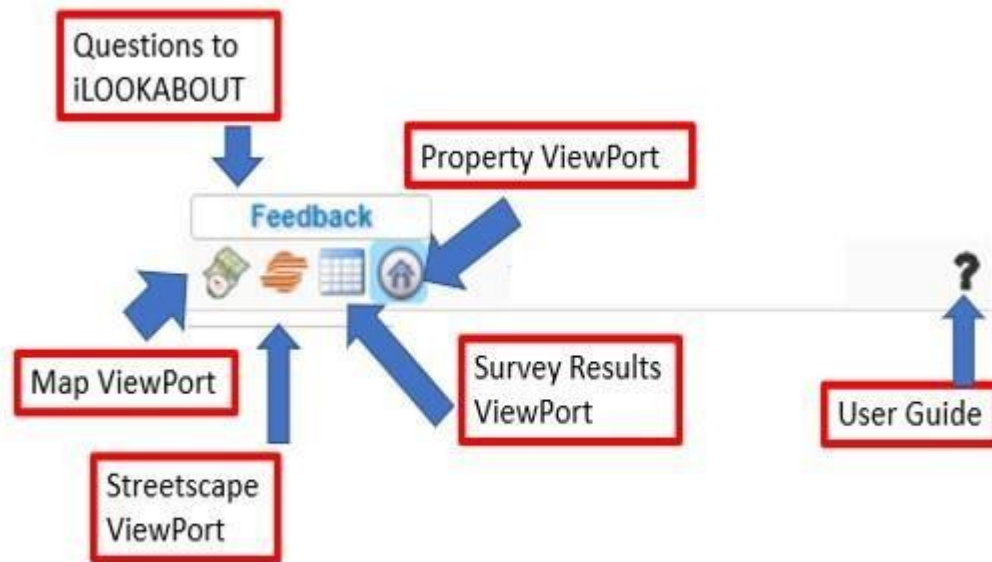 Questions to
iLOOKABOUT
Property ViewPort
Feedback
?
Map ViewPort
Survey Results
ViewPort
User Guide
Streetscape
ViewPort